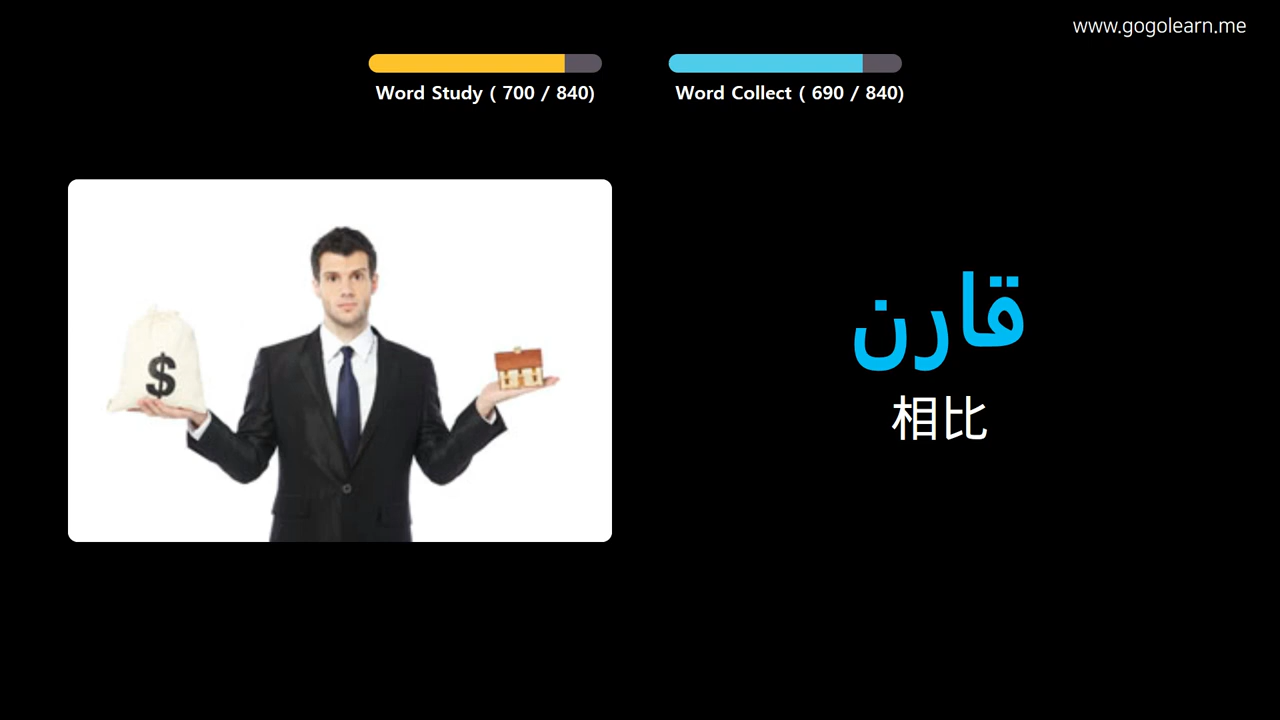 www.gogolearn.me
Word Study ( 700 / 840)
Word Collect ( 690 / 840)
$
قارن
相比